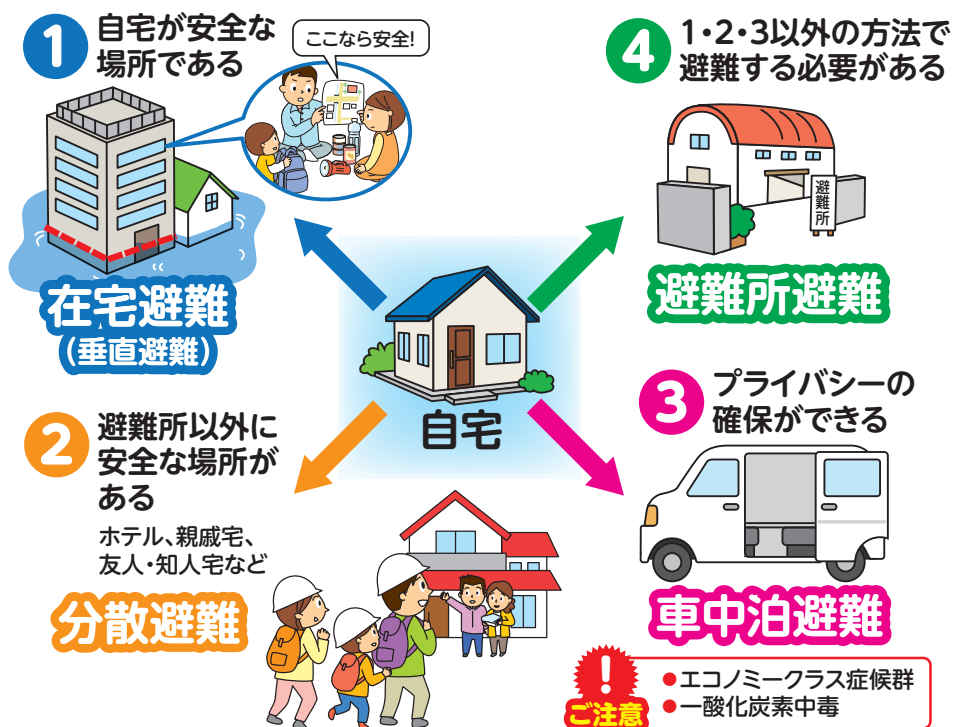 1
自宅が安全な
場所である
ここなら安全!
在宅避難
(垂直避難)
2
避難所以外に
安全な場所が
ある
ホテル、親戚宅、
友人・知人宅など
分散避難
自宅
4
1・2・3以外の方法で
避難する必要がある
避難所
避難所避難
3
プライバシーの
確保ができる
車中泊避難
!
ご注意
●エコノミークラス症候群
●一酸化炭素中毒